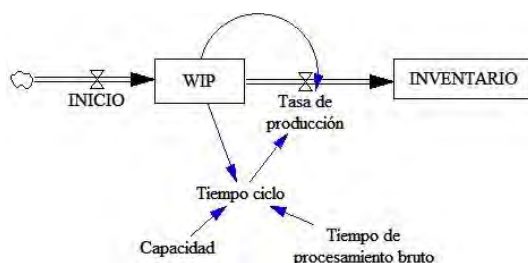 WIP
INVENTARIO
INICIO
Tasa de
producción
Tiempo ciclo
Capacidad
Tiempo de
procesamiento bruto